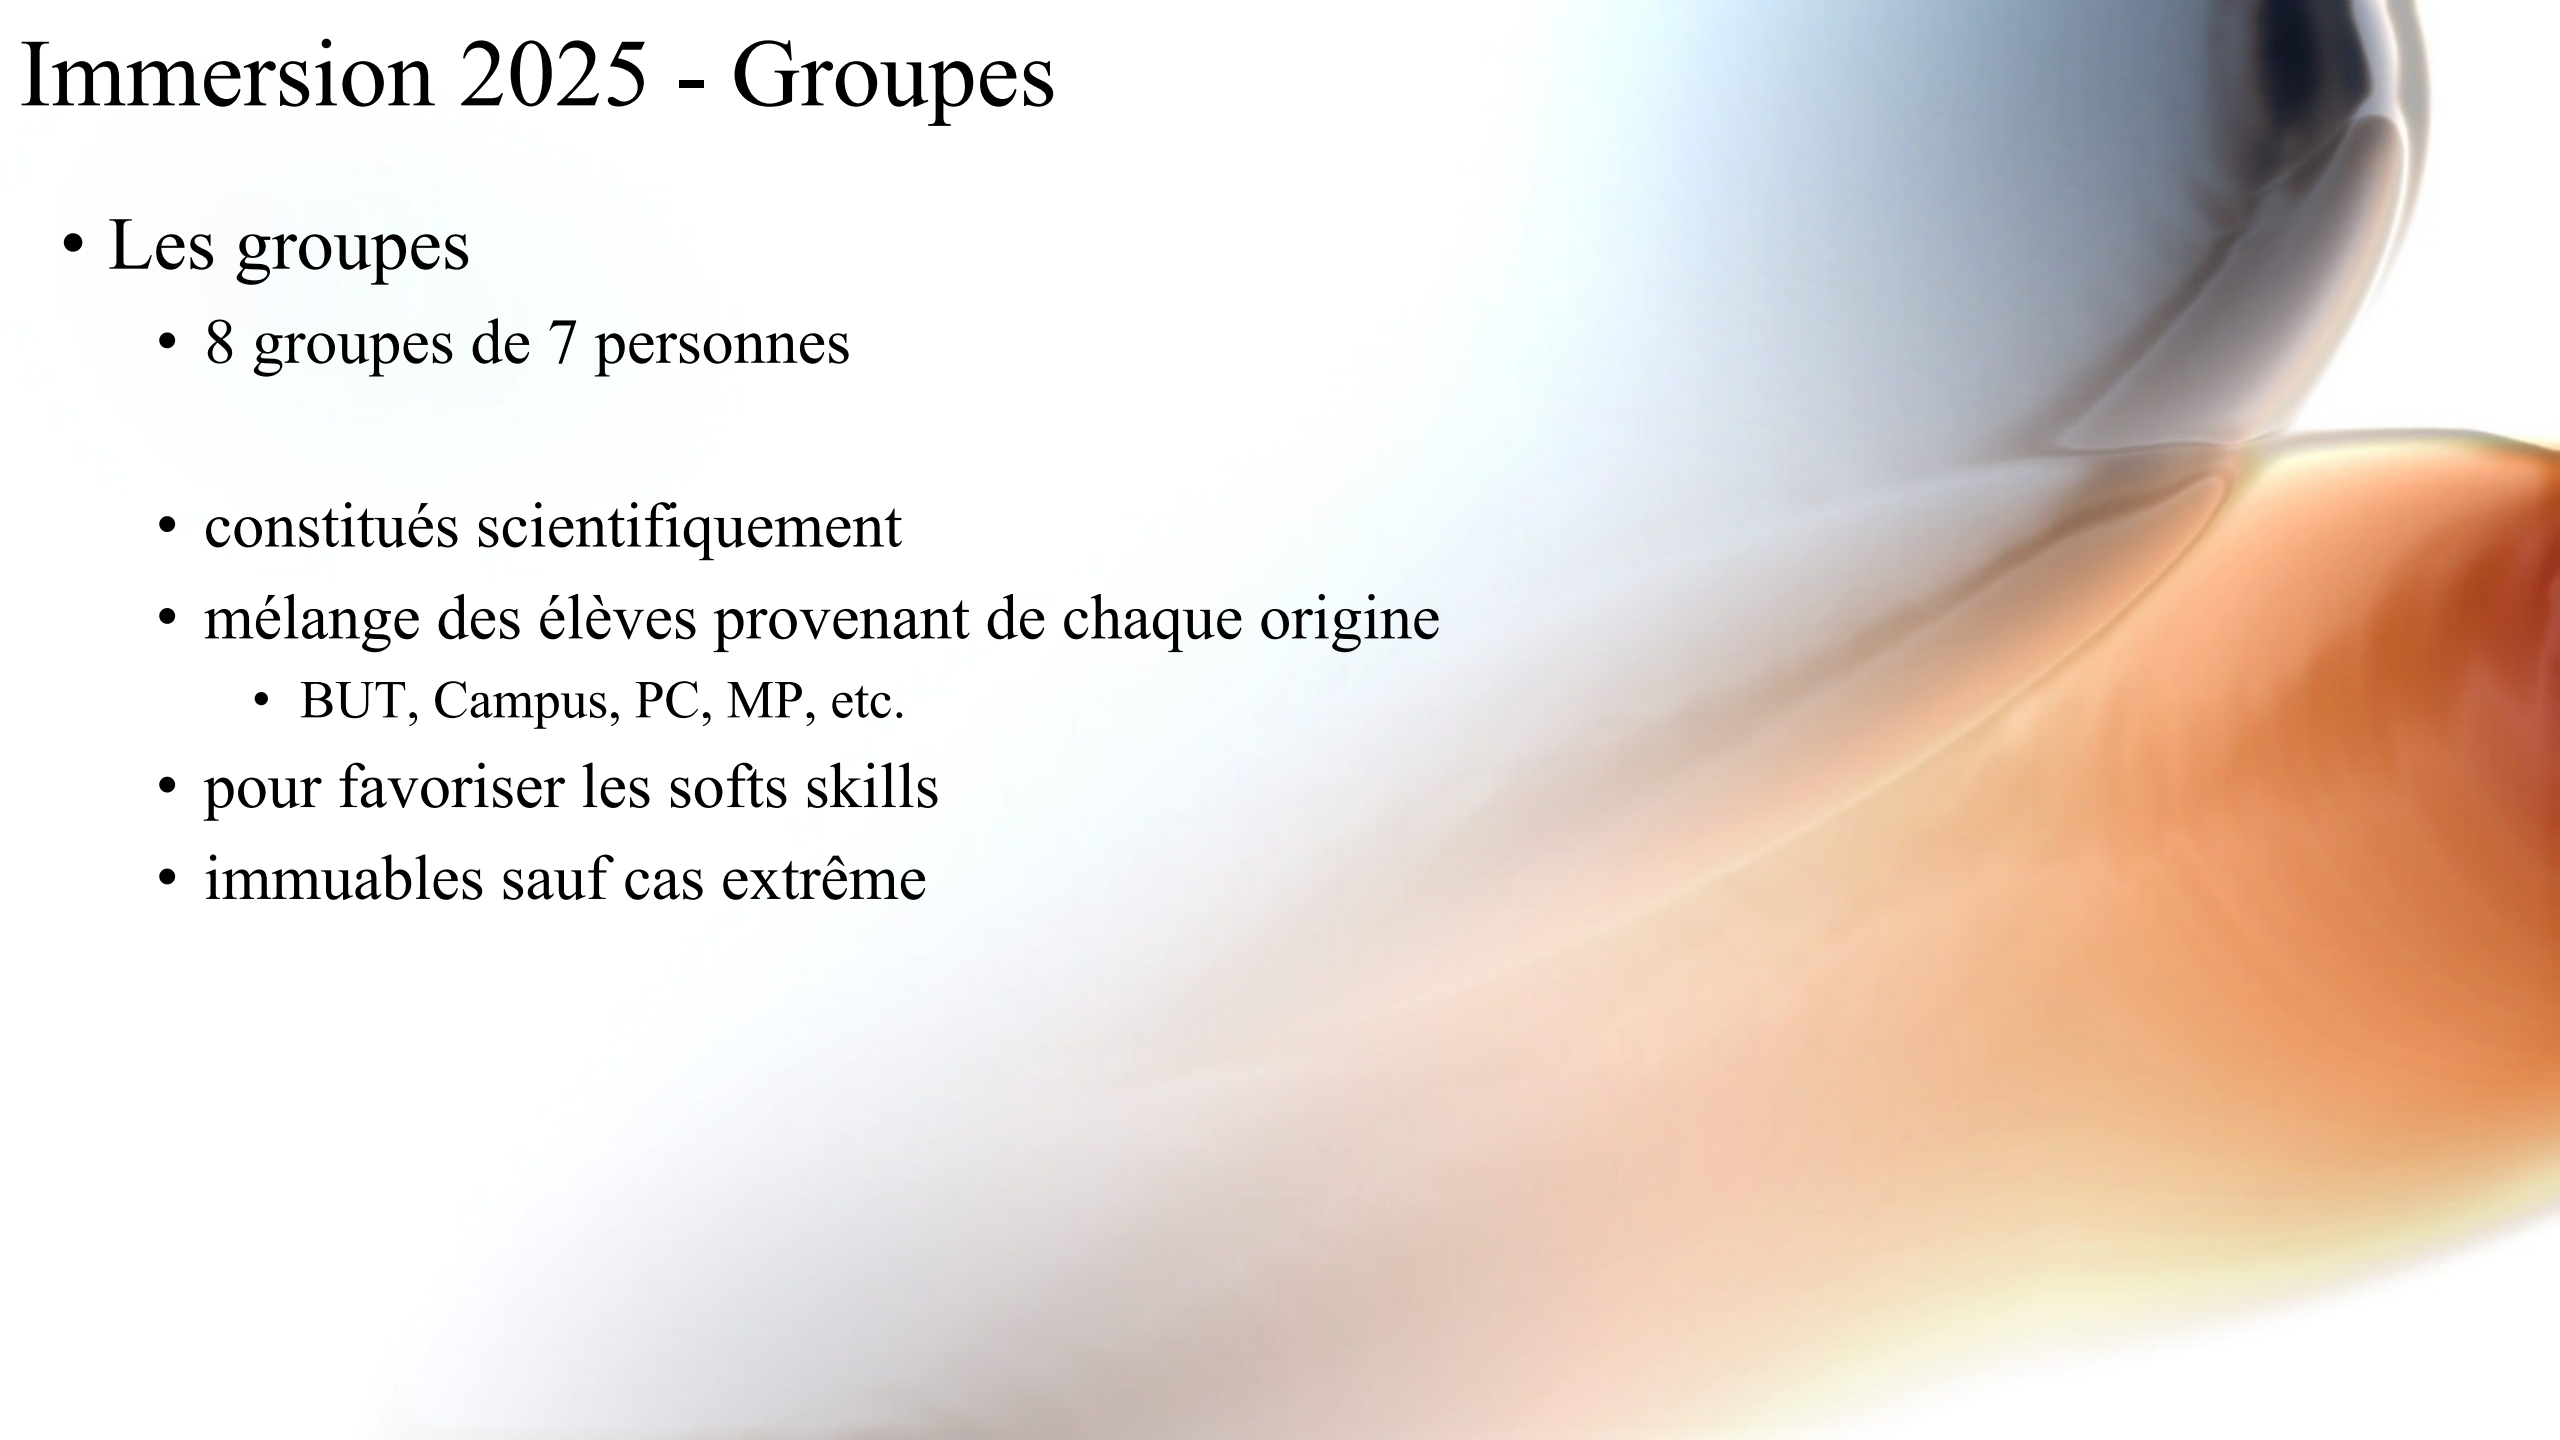 Immersion 2025 - Groupes
• Les groupes
• 8 groupes de 7 personnes
• constitués scientifiquement
• mélange des élèves provenant de chaque origine
• BUT, Campus, PC, MP, etc.
• pour favoriser les softs skills
• immuables sauf cas extrême